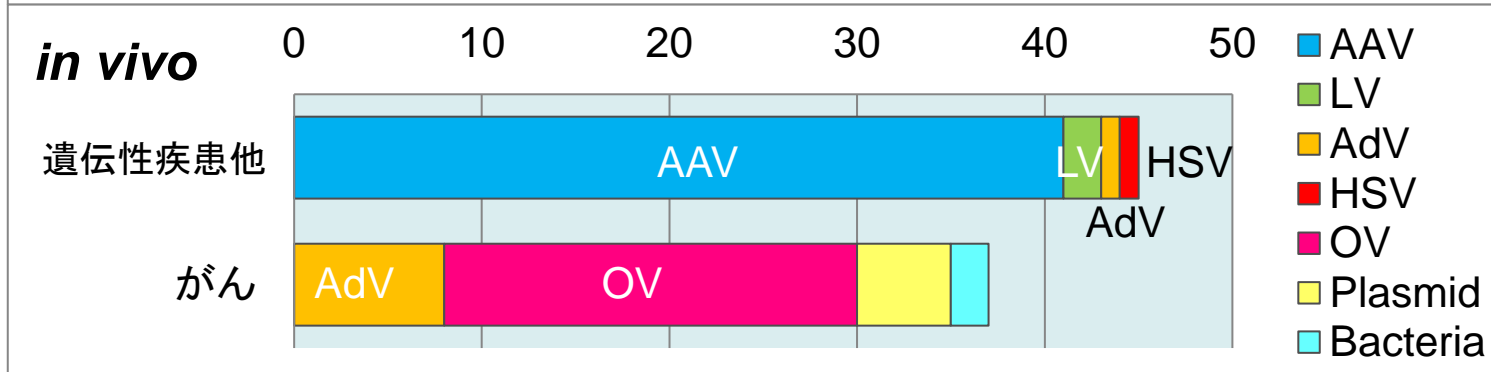 in vivo
0 10 20 30 40 50
遺伝性疾患他
AAV LV HSV
AdV
がん
AdV OV
AAV
LV
AdV
HSV
OV
Plasmid
Bacteria